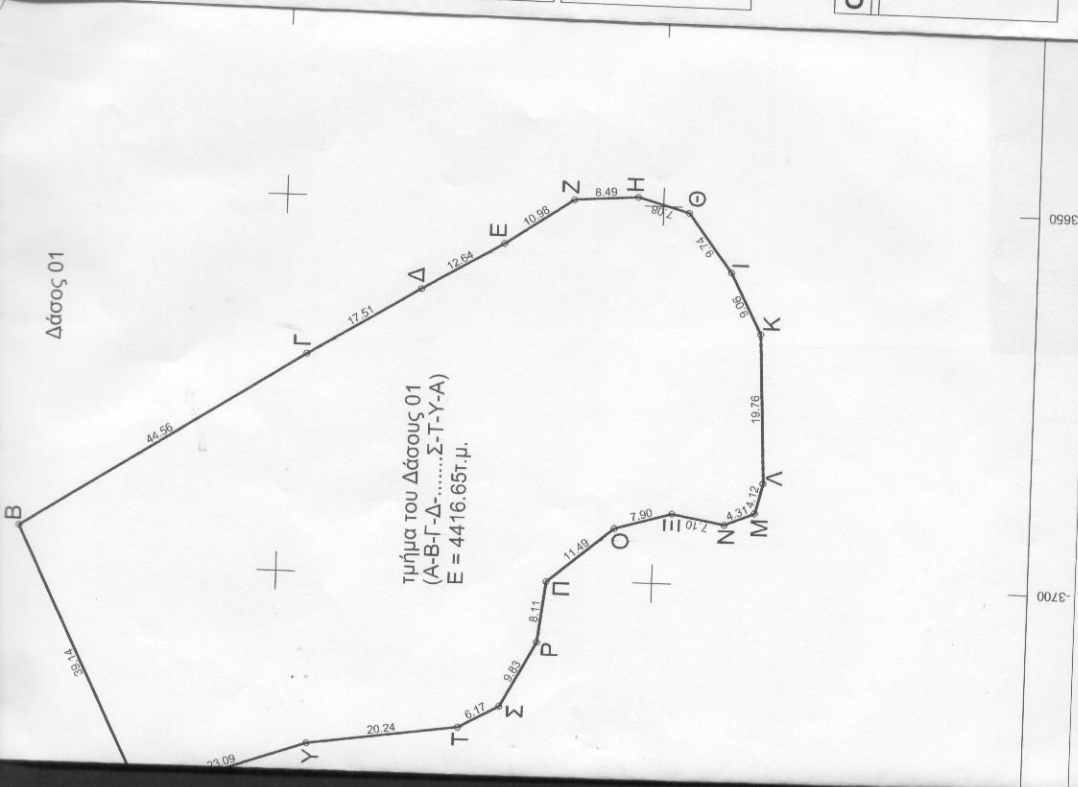 Δάσος 01
B
44.56
Γ
17.51
Δ
12.64
E
10.98
Z
8.49
H
7.08
Θ
9.74
I
9.06
K
19.76
Λ
4.12
M
4.31
N
7.10
Ξ
7.90
O
11.49
Π
8.11
P
9.83
Σ
6.17
T
20.24
Y
23.09
39.14
τμήμα του Δάσους 01
(Α-Β-Γ-Δ-.......Σ-Τ-Υ-Α)
Ε = 4416.65τ.μ.
3650
-3700